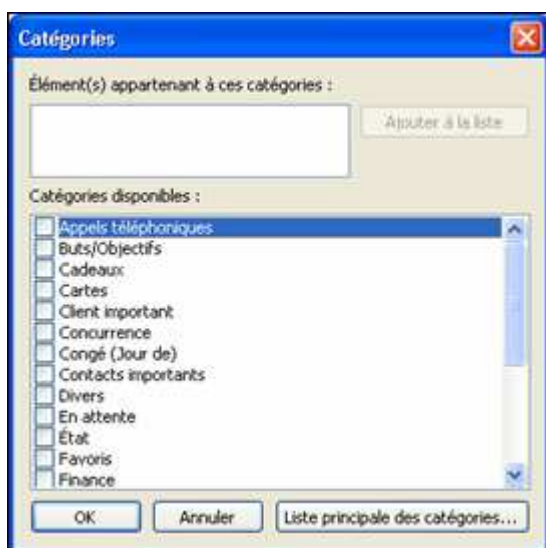 Catégories
Élément(s) appartenant à ces catégories :
Ajouter à la liste
Catégories disponibles :
Appels téléphoniques
Buts/Objectifs
Cadeaux
Cartes
Client important
Concurrence
Congé (Jour de)
Contacts importants
Divers
En attente
État
Favoris
Finance
OK Annuler Liste principale des catégories...